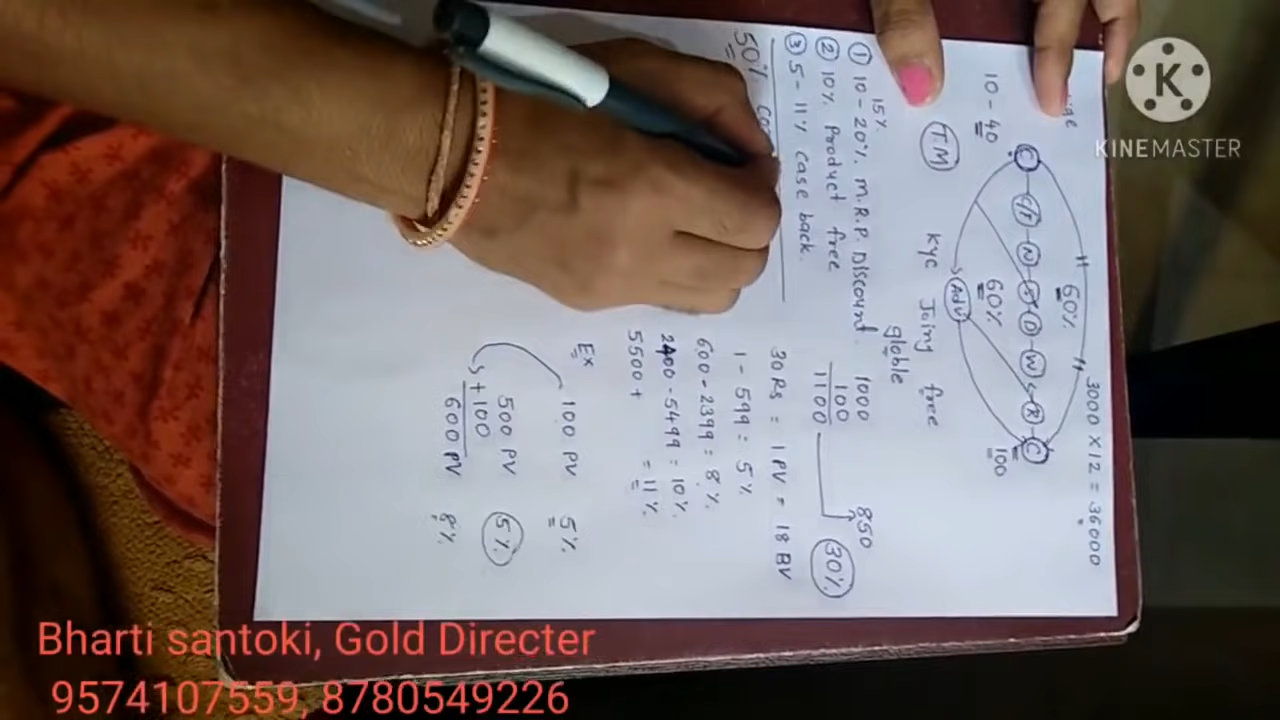 3000 X 12 = 36000
60%
C P N S D W R C
10 - 40
60%
100
TM
Adv
KYC Joing free
globle
15%
① 10 - 20% M.R.P. Discount
② 10% Product free
③ 5 - 11% case back.
50%
1000
100
1100
850
30%
30 Rs = 1 PV = 18 BV
1 - 599 = 5%
600 - 2399 = 8%
2400 - 5499 = 10%
5500 + = 11%
Ex
100 PV 5%
500 PV 5%
+ 100
600 PV 8%
KINEMASTER
Bharti santoki, Gold Directer
9574107559, 8780549226